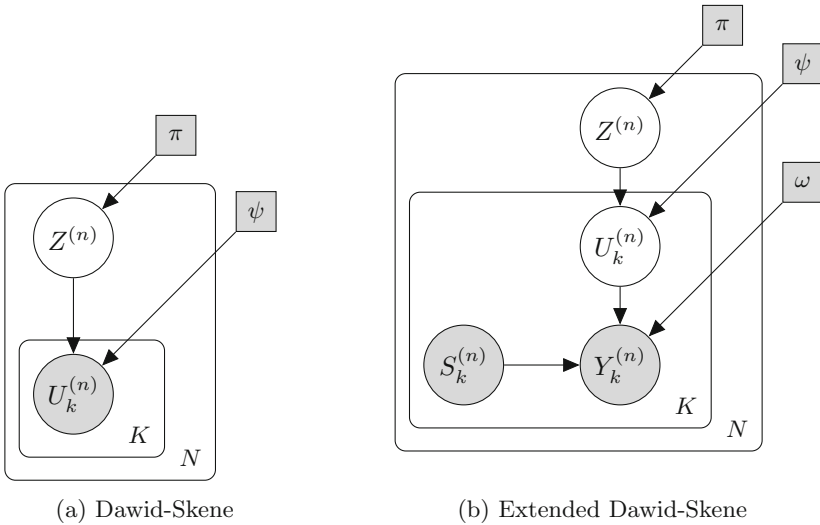 π
ψ
Z^{(n)}
U_k^{(n)}
K
N
(a) Dawid-Skene
π
ψ
Z^{(n)}
ω
U_k^{(n)}
S_k^{(n)}
Y_k^{(n)}
K
N
(b) Extended Dawid-Skene